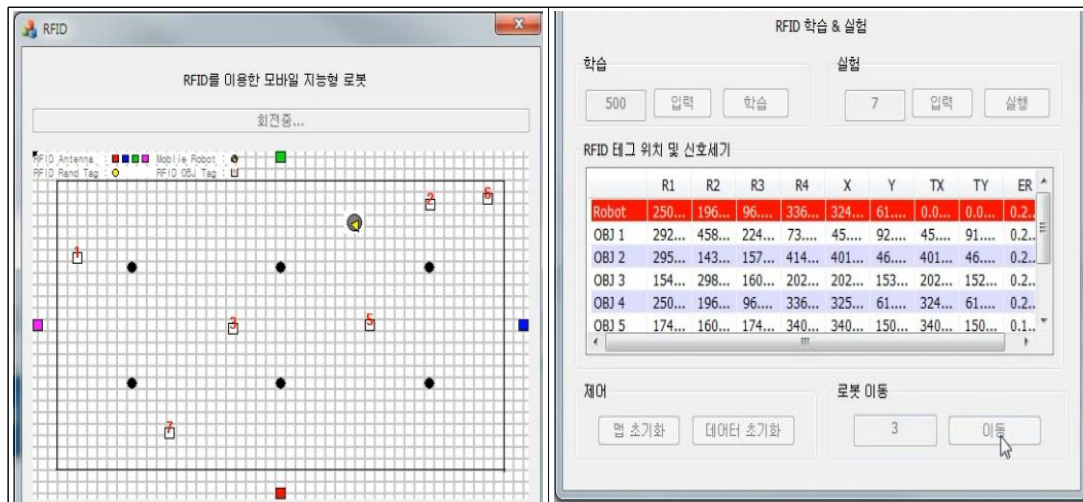 RFID
RFID를 이용한 모바일 지능형 로봇
회전중...
RFID Antenna : Moblie Robot :
RFID Rand Tag : RFID OBJ Tag :
2 6
1
3 5
7
RFID 학습 & 실험
학습 실험
500 입력 학습 7 입력 실행
RFID 테그 위치 및 신호세기
R1 R2 R3 R4 X Y TX TY ER
Robot 250... 196... 96.... 336... 324... 61.... 0.0... 0.0... 0.2...
OBJ 1 292... 458... 224... 73.... 45.... 92.... 45.... 91.... 0.2...
OBJ 2 295... 143... 157... 414... 401... 46.... 401... 46.... 0.2...
OBJ 3 154... 298... 160... 202... 202... 153... 202... 152... 0.2...
OBJ 4 250... 196... 96.... 336... 325... 61.... 324... 61.... 0.2...
OBJ 5 174... 160... 174... 340... 340... 150... 340... 150... 0.1...
제어 로봇 이동
맵 초기화 데이터 초기화 3 이동